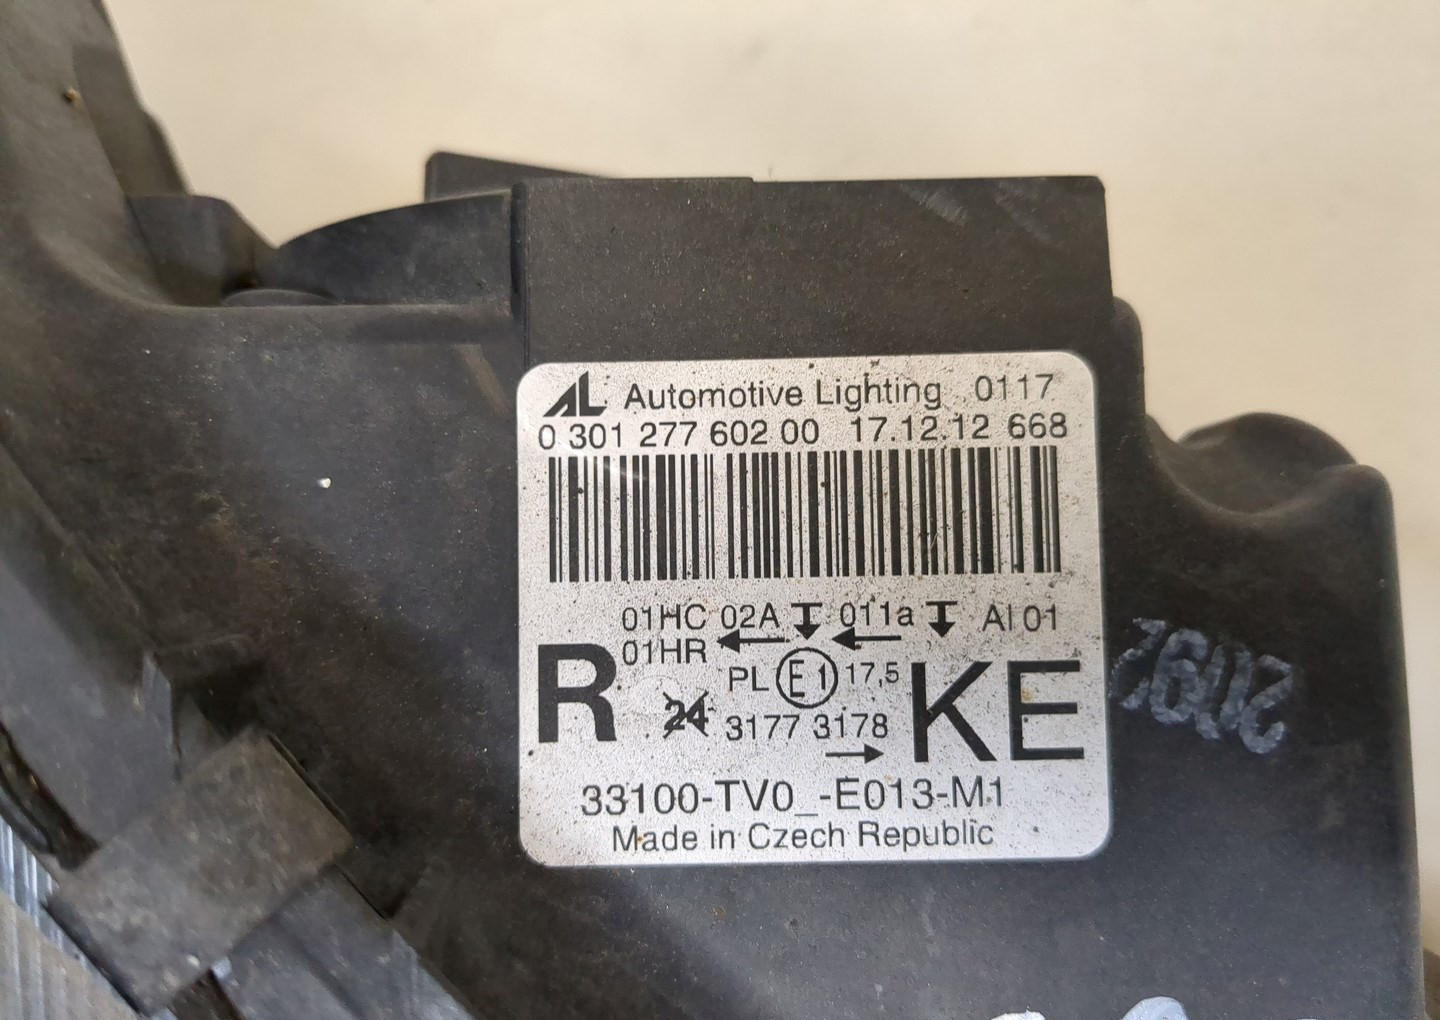 AL Automotive Lighting 0117
0 301 277 602 00 17.12.12 668
01HC 02A 011a AI 01
01HR
R PL E1 17,5 KE
24 3177 3178
33100-TV0_-E013-M1
Made in Czech Republic